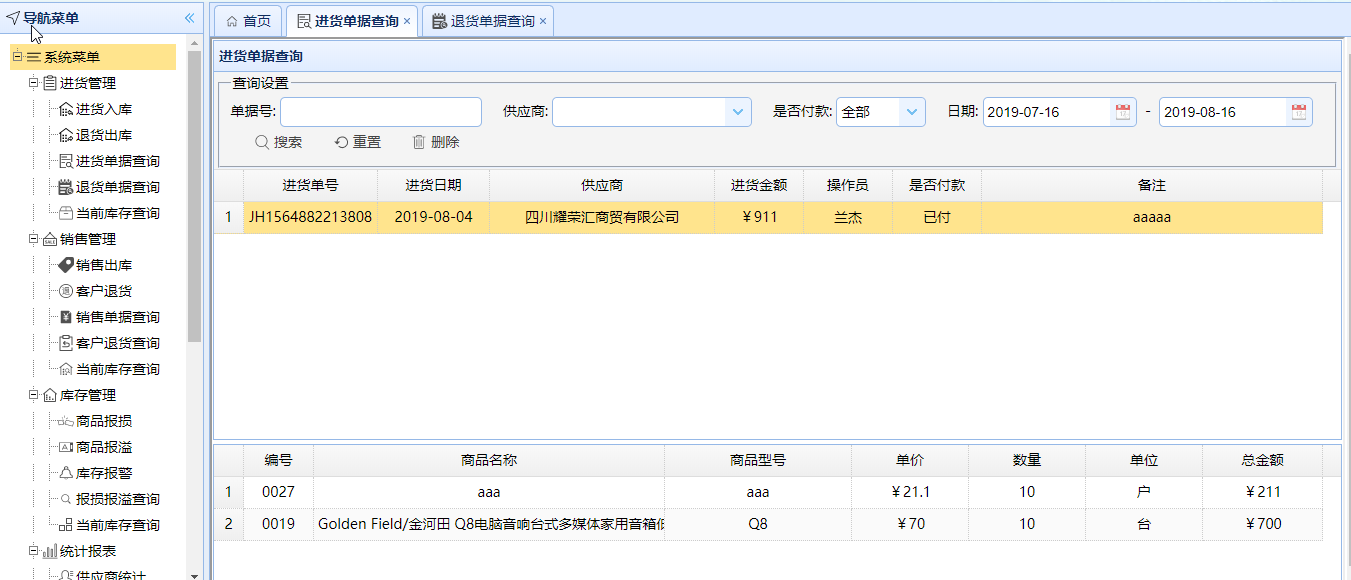 导航菜单
系统菜单
进货管理
进货入库
退货出库
进货单据查询
退货单据查询
当前库存查询
销售管理
销售出库
客户退货
销售单据查询
客户退货查询
当前库存查询
库存管理
商品报损
商品报溢
库存报警
报损报溢查询
当前库存查询
统计报表
供应商统计
首页 进货单据查询 × 退货单据查询 ×
进货单据查询
查询设置
单据号: 供应商: 是否付款: 全部 日期: 2019-07-16 - 2019-08-16
搜索 重置 删除
进货单号 进货日期 供应商 进货金额 操作员 是否付款 备注
1 JH1564882213808 2019-08-04 四川耀荣汇商贸有限公司 ¥911 兰杰 已付 aaaaa
编号 商品名称 商品型号 单价 数量 单位 总金额
1 0027 aaa aaa ¥21.1 10 户 ¥211
2 0019 Golden Field/金河田 Q8电脑音响台式多媒体家用音箱 Q8 ¥70 10 台 ¥700